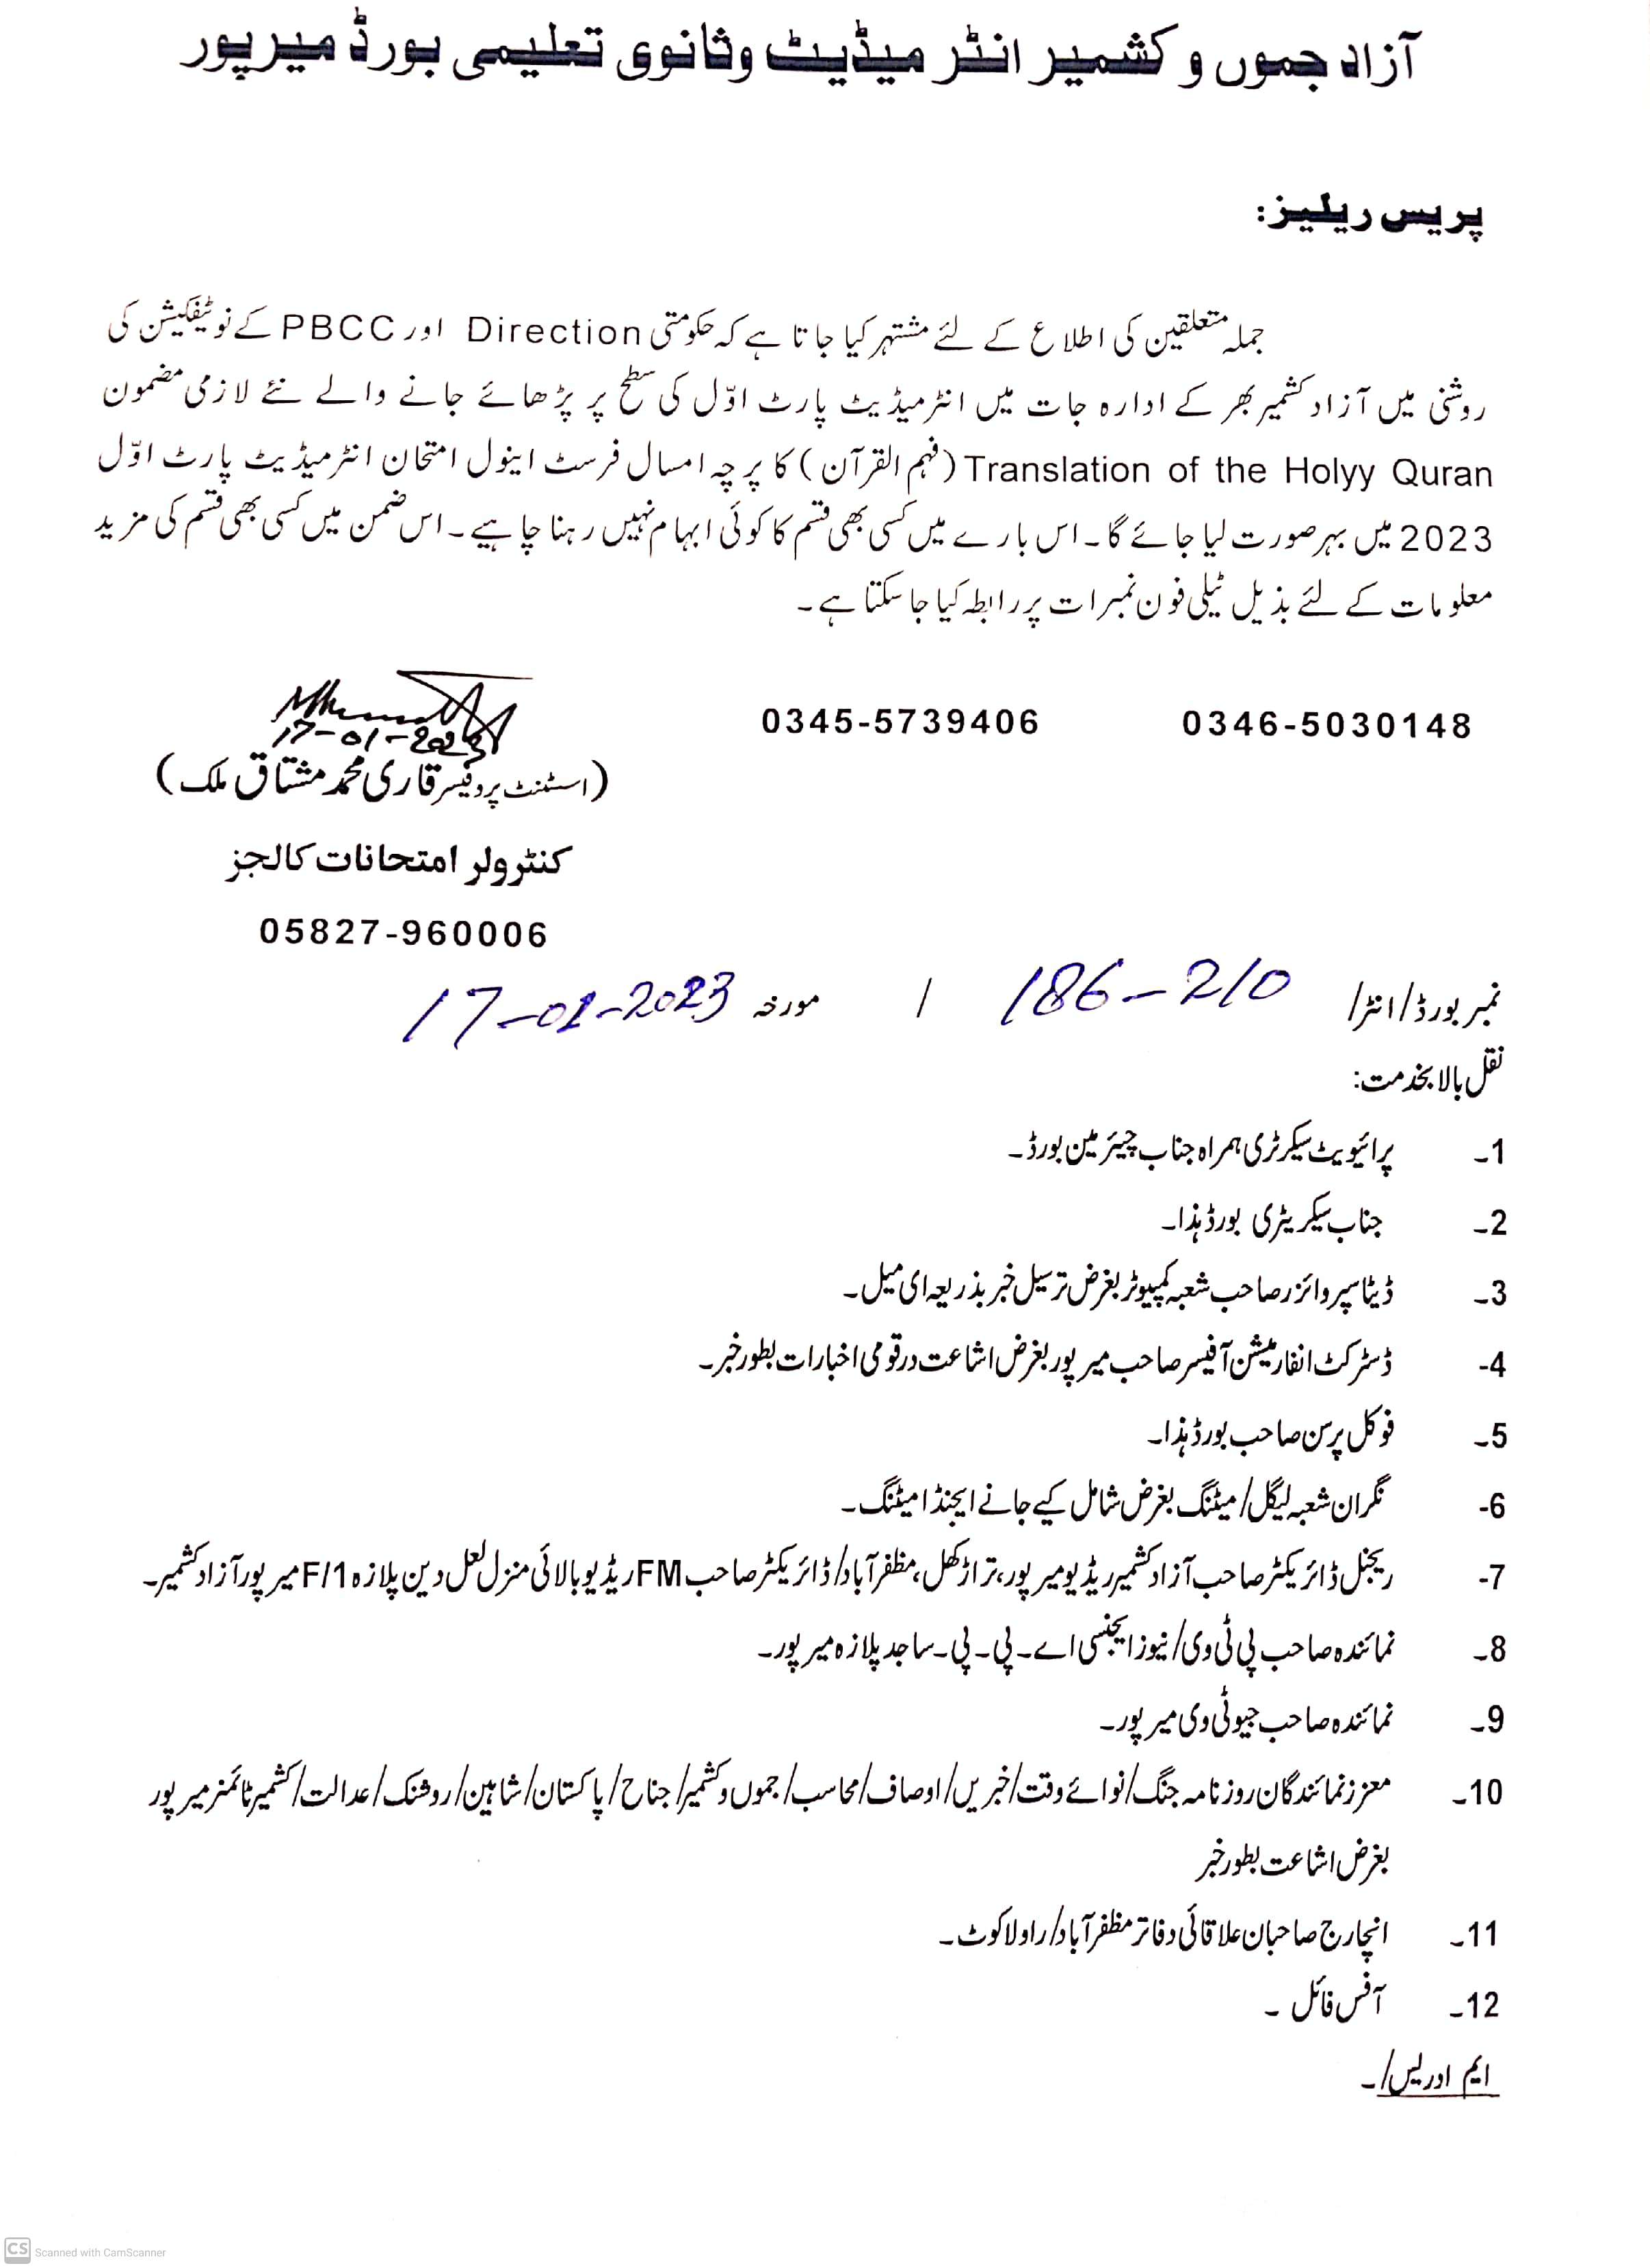 آزاد جموں و کشمیر انٹر میڈیٹ وثانوی تعلیمی بورڈ میرپور
پریس ریلیز:
جملہ متعلقین کی اطلاع کے لئے مشتہر کیا جاتا ہے کہ حکومتی Direction اور PBCC کے نوٹیفکیشن کی
روشنی میں آزاد کشمیر بھر کے ادارہ جات میں انٹرمیڈیٹ پارٹ اوّل کی سطح پر پڑھائے جانے والے نئے لازمی مضمون
Translation of the Holyy Quran (فہم القرآن) کا پرچہ امسال فرسٹ اینول امتحان انٹرمیڈیٹ پارٹ اوّل
2023 میں بہر صورت لیا جائے گا۔ اس بارے میں کسی بھی قسم کا کوئی ابہام نہیں رہنا چاہیے۔ اس ضمن میں کسی بھی قسم کی مزید
معلومات کے لئے بذیل ٹیلی فون نمبرات پر رابطہ کیا جا سکتا ہے۔
0346-5030148 0345-5739406
17-01-2023
(اسٹنٹ پروفیسر قاری محمد مشتاق ملک)
کنٹرولر امتحانات کالجز
05827-960006
نمبر بورڈ/انٹر/ 186-210 / مورخہ 17-01-2023
نقل بالا بخدمت:
1۔ پرائیویٹ سیکرٹری ہمراہ جناب چیئرمین بورڈ۔
2۔ جناب سیکریٹری بورڈ ہذا۔
3۔ ڈیٹا سپروائزر صاحب شعبہ کمپیوٹر بغرض ترسیل خبر بذریعہ ای میل۔
4- ڈسٹرکٹ انفارمیشن آفیسر صاحب میرپور بغرض اشاعت در قومی اخبارات بطور خبر۔
5۔ فوکل پرسن صاحب بورڈ ہذا۔
6- نگران شعبہ لیگل/میٹنگ بغرض شامل کیے جانے ایجنڈا میٹنگ۔
7- ریجنل ڈائریکٹر صاحب آزاد کشمیر ریڈیو میرپور، تراڑکھل، مظفرآباد/ڈائریکٹر صاحب FM ریڈیو بالائی منزل لعل دین پلازہ F/1 میرپور آزاد کشمیر۔
8۔ نمائندہ صاحب پی ٹی وی/نیوز ایجنسی اے۔پی۔پی۔ساجد پلازہ میرپور۔
9۔ نمائندہ صاحب جیو ٹی وی میرپور۔
10۔ معزز نمائندگان روزنامہ جنگ/نوائے وقت/خبریں/اوصاف/محاسب/جموں وکشمیر/جناح/پاکستان/شاہین/روشنک/عدالت/کشمیر ٹائمنر میرپور
بغرض اشاعت بطور خبر
11۔ انچارج صاحبان علاقائی دفاتر مظفرآباد/راولاکوٹ۔
12۔ آفس فائل ۔
ایم ادریس/۔
CS Scanned with CamScanner